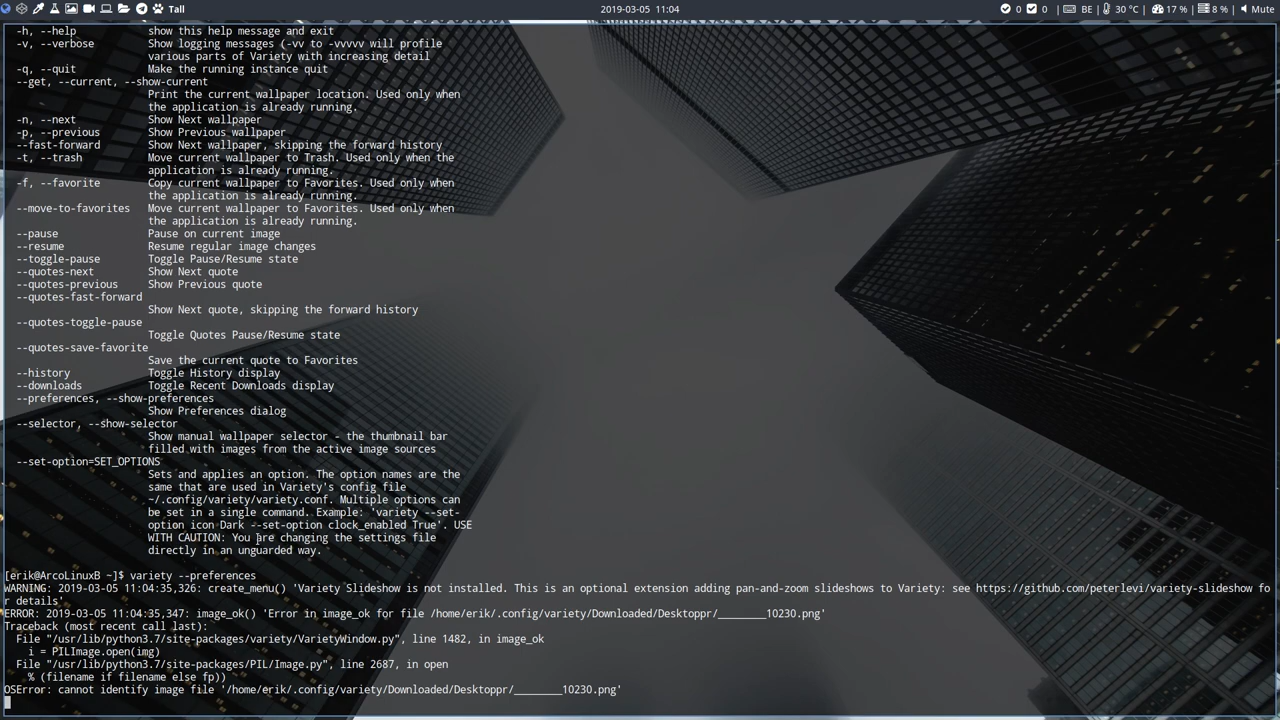 Tall
2019-03-05 11:04
0 0 BE 30 °C 17 % 8 % Mute
-h, --help show this help message and exit
-v, --verbose Show logging messages (-vv to -vvvvv will profile
various parts of Variety with increasing detail
-q, --quit Make the running instance quit
--get, --current, --show-current
Print the current wallpaper location. Used only when
the application is already running.
-n, --next Show Next wallpaper
-p, --previous Show Previous wallpaper
--fast-forward Show Next wallpaper, skipping the forward history
-t, --trash Move current wallpaper to Trash. Used only when the
application is already running.
-f, --favorite Copy current wallpaper to Favorites. Used only when
the application is already running.
--move-to-favorites Move current wallpaper to Favorites. Used only when
the application is already running.
--pause Pause on current image
--resume Resume regular image changes
--toggle-pause Toggle Pause/Resume state
--quotes-next Show Next quote
--quotes-previous Show Previous quote
--quotes-fast-forward
Show Next quote, skipping the forward history
--quotes-toggle-pause
Toggle Quotes Pause/Resume state
--quotes-save-favorite
Save the current quote to Favorites
--history Toggle History display
--downloads Toggle Recent Downloads display
--preferences, --show-preferences
Show Preferences dialog
--selector, --show-selector
Show manual wallpaper selector - the thumbnail bar
filled with images from the active image sources
--set-option=SET_OPTIONS
Sets and applies an option. The option names are the
same that are used in Variety's config file
~/.config/variety/variety.conf. Multiple options can
be set in a single command. Example: 'variety --set-
option icon Dark --set-option clock_enabled True'. USE
WITH CAUTION: You are changing the settings file
directly in an unguarded way.
[erik@ArcoLinuxB ~]$ variety --preferences
WARNING: 2019-03-05 11:04:35,326: create_menu() 'Variety Slideshow is not installed. This is an optional extension adding pan-and-zoom slideshows to Variety: see https://github.com/peterlevi/variety-slideshow fo
r details'
ERROR: 2019-03-05 11:04:35,347: image_ok() 'Error in image_ok for file /home/erik/.config/variety/Downloaded/Desktoppr/________10230.png'
Traceback (most recent call last):
File "/usr/lib/python3.7/site-packages/variety/VarietyWindow.py", line 1482, in image_ok
i = PILImage.open(img)
File "/usr/lib/python3.7/site-packages/PIL/Image.py", line 2687, in open
% (filename if filename else fp))
OSError: cannot identify image file '/home/erik/.config/variety/Downloaded/Desktoppr/________10230.png'